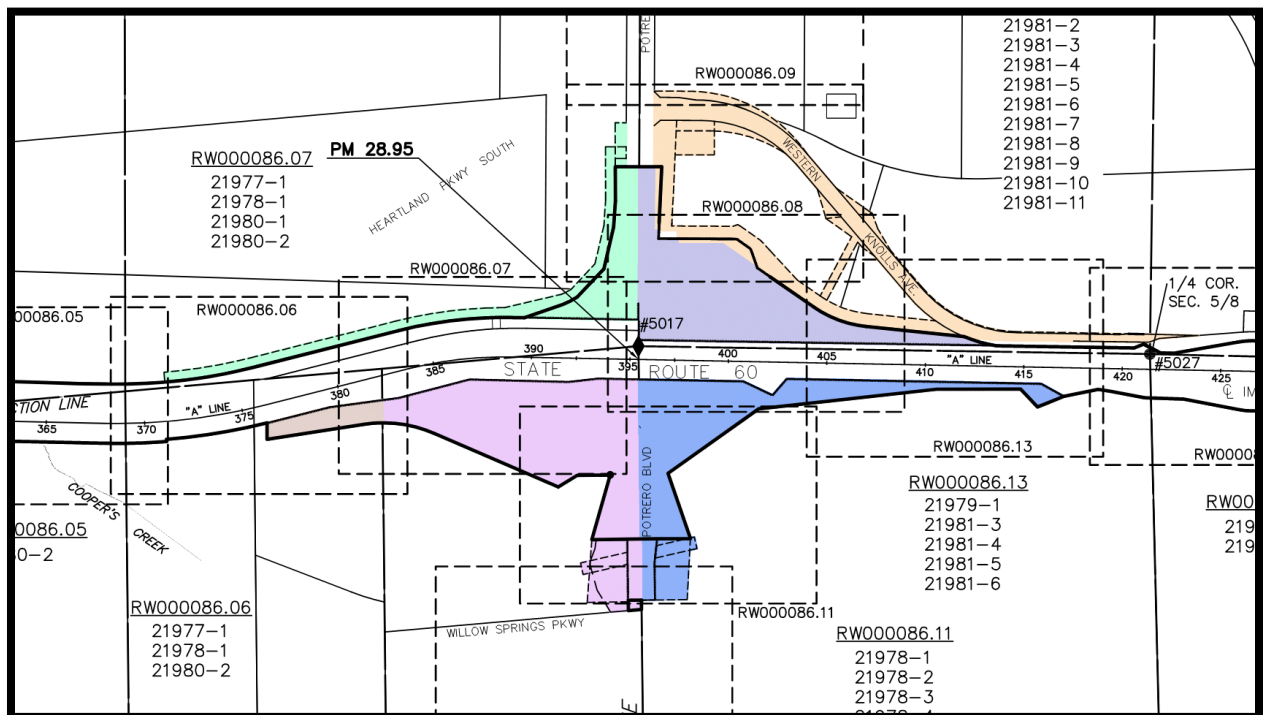 POTRE
21981-2
21981-3
21981-4
21981-5
21981-6
21981-7
21981-8
21981-9
21981-10
21981-11
RW000086.09
RW000086.07
21977-1
21978-1
21980-1
21980-2
PM 28.95
HEARTLAND PKWY SOUTH
WESTERN
KNOLLS AVE.
RW000086.08
RW000086.07
RW000086.06
00086.05
1/4 COR.
SEC. 5/8
#5017
#5027
STATE ROUTE 60
"A" LINE
365
370
375
380
385
390
395
400
405
410
415
420
425
CTION LINE
"A" LINE
℄ IM
COOPER'S
CREEK
0086.05
0-2
RW000086.06
21977-1
21978-1
21980-2
POTRERO BLVD
WILLOW SPRINGS PKWY
E
RW000086.13
RW00008
RW000086.13
21979-1
21981-3
21981-4
21981-5
21981-6
RW00
219
219
RW000086.11
RW000086.11
21978-1
21978-2
21978-3